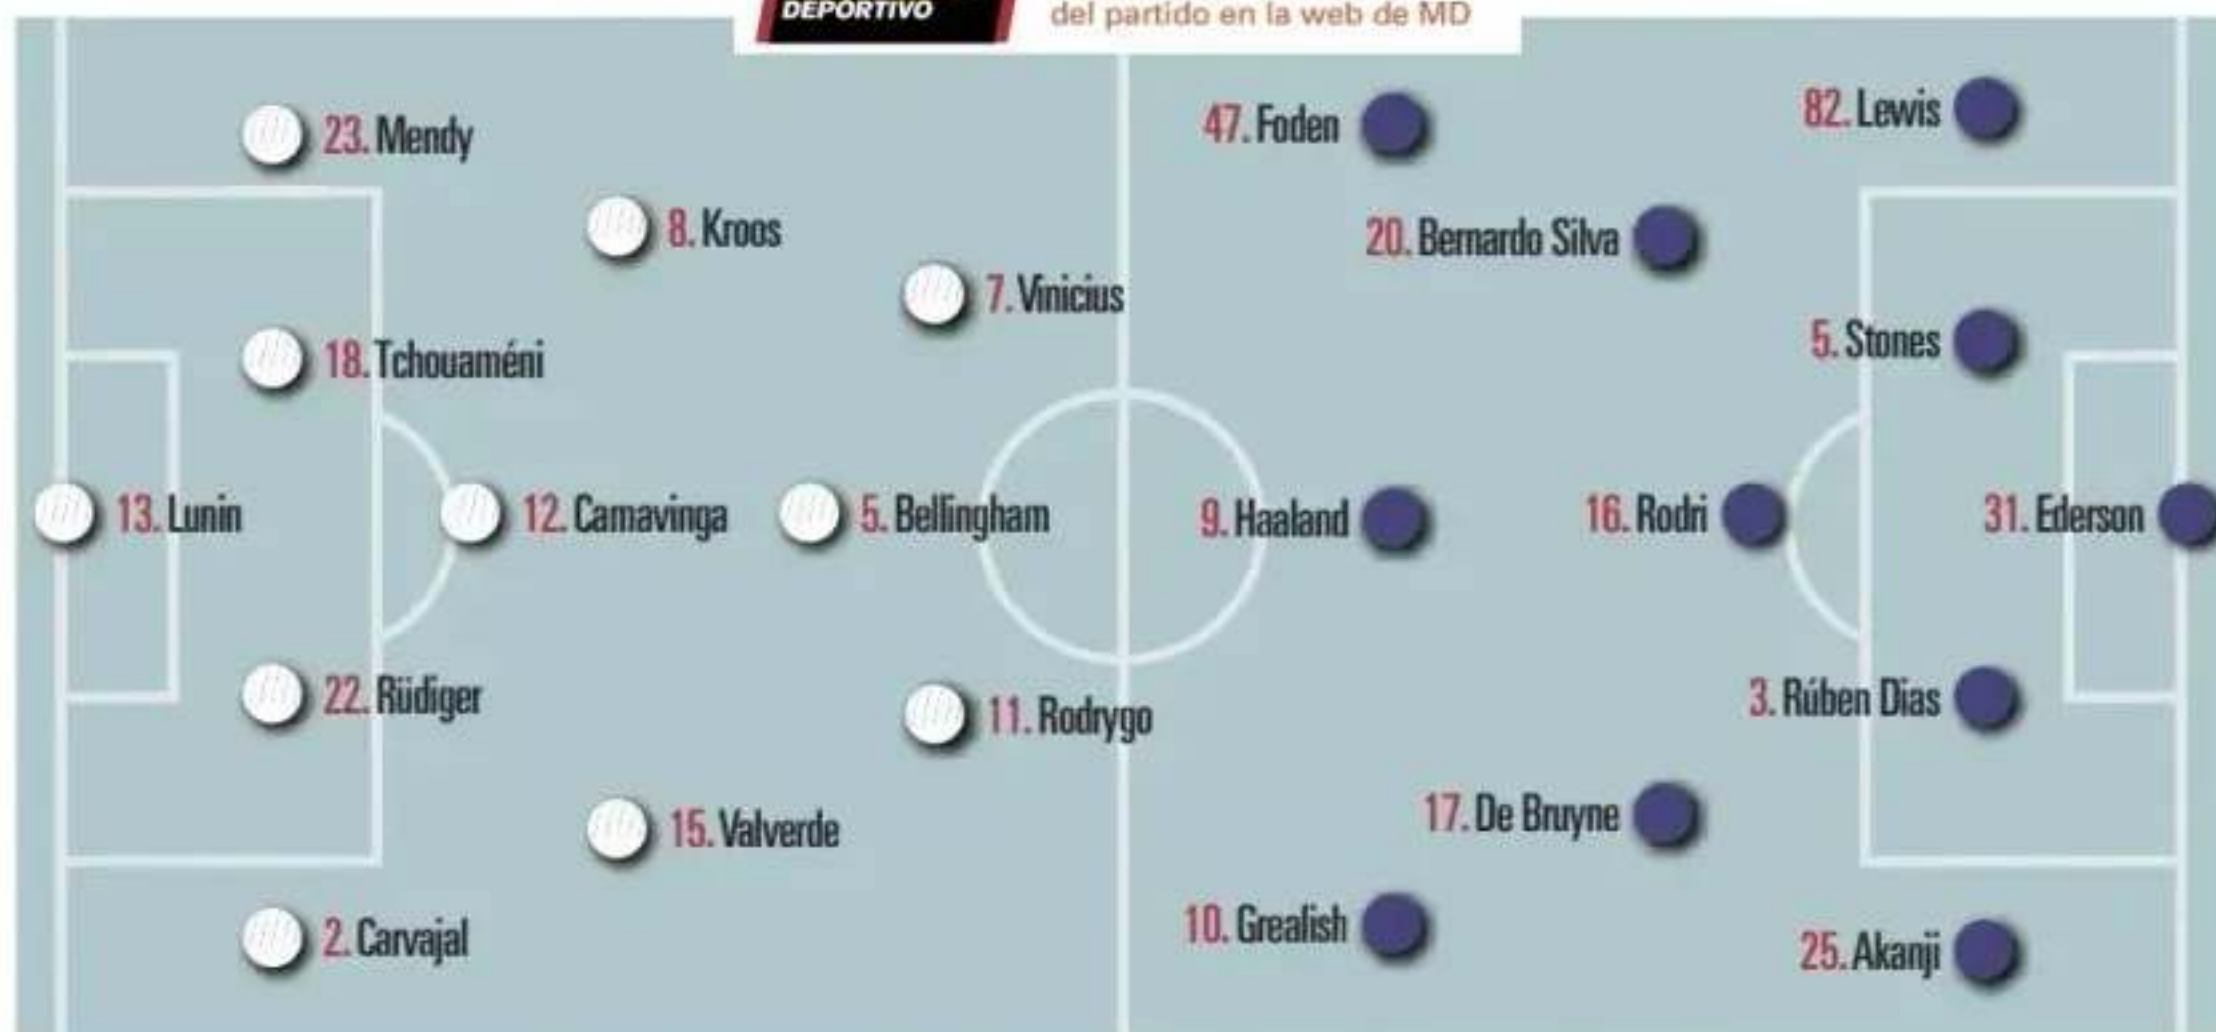 DEPORTIVO
del partido en la web de MD
23. Mendy
8. Kroos
7. Vinicius
18. Tchouaméni
13. Lunin
12. Camavinga
5. Bellingham
22. Rüdiger
11. Rodrygo
15. Valverde
2. Carvajal
47. Foden
82. Lewis
20. Bernardo Silva
5. Stones
9. Haaland
16. Rodri
31. Ederson
3. Rúben Dias
17. De Bruyne
10. Grealish
25. Akanji